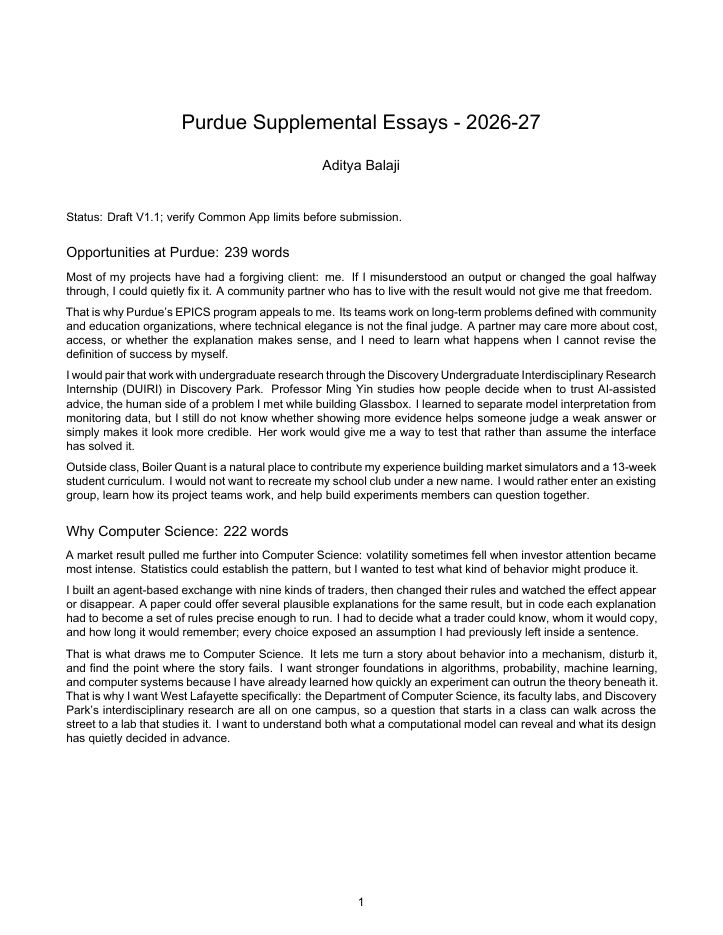 Purdue Supplemental Essays - 2026-27
Aditya Balaji
Status: Draft V1.1; verify Common App limits before submission.
Opportunities at Purdue: 239 words
Most of my projects have had a forgiving client: me. If I misunderstood an output or changed the goal halfway
through, I could quietly fix it. A community partner who has to live with the result would not give me that freedom.
That is why Purdue's EPICS program appeals to me. Its teams work on long-term problems defined with community
and education organizations, where technical elegance is not the final judge. A partner may care more about cost,
access, or whether the explanation makes sense, and I need to learn what happens when I cannot revise the
definition of success by myself.
I would pair that work with undergraduate research through the Discovery Undergraduate Interdisciplinary Research
Internship (DUIRI) in Discovery Park. Professor Ming Yin studies how people decide when to trust AI-assisted
advice, the human side of a problem I met while building Glassbox. I learned to separate model interpretation from
monitoring data, but I still do not know whether showing more evidence helps someone judge a weak answer or
simply makes it look more credible. Her work would give me a way to test that rather than assume the interface
has solved it.
Outside class, Boiler Quant is a natural place to contribute my experience building market simulators and a 13-week
student curriculum. I would not want to recreate my school club under a new name. I would rather enter an existing
group, learn how its project teams work, and help build experiments members can question together.
Why Computer Science: 222 words
A market result pulled me further into Computer Science: volatility sometimes fell when investor attention became
most intense. Statistics could establish the pattern, but I wanted to test what kind of behavior might produce it.
I built an agent-based exchange with nine kinds of traders, then changed their rules and watched the effect appear
or disappear. A paper could offer several plausible explanations for the same result, but in code each explanation
had to become a set of rules precise enough to run. I had to decide what a trader could know, whom it would copy,
and how long it would remember; every choice exposed an assumption I had previously left inside a sentence.
That is what draws me to Computer Science. It lets me turn a story about behavior into a mechanism, disturb it,
and find the point where the story fails. I want stronger foundations in algorithms, probability, machine learning,
and computer systems because I have already learned how quickly an experiment can outrun the theory beneath it.
That is why I want West Lafayette specifically: the Department of Computer Science, its faculty labs, and Discovery
Park's interdisciplinary research are all on one campus, so a question that starts in a class can walk across the
street to a lab that studies it. I want to understand both what a computational model can reveal and what its design
has quietly decided in advance.
1